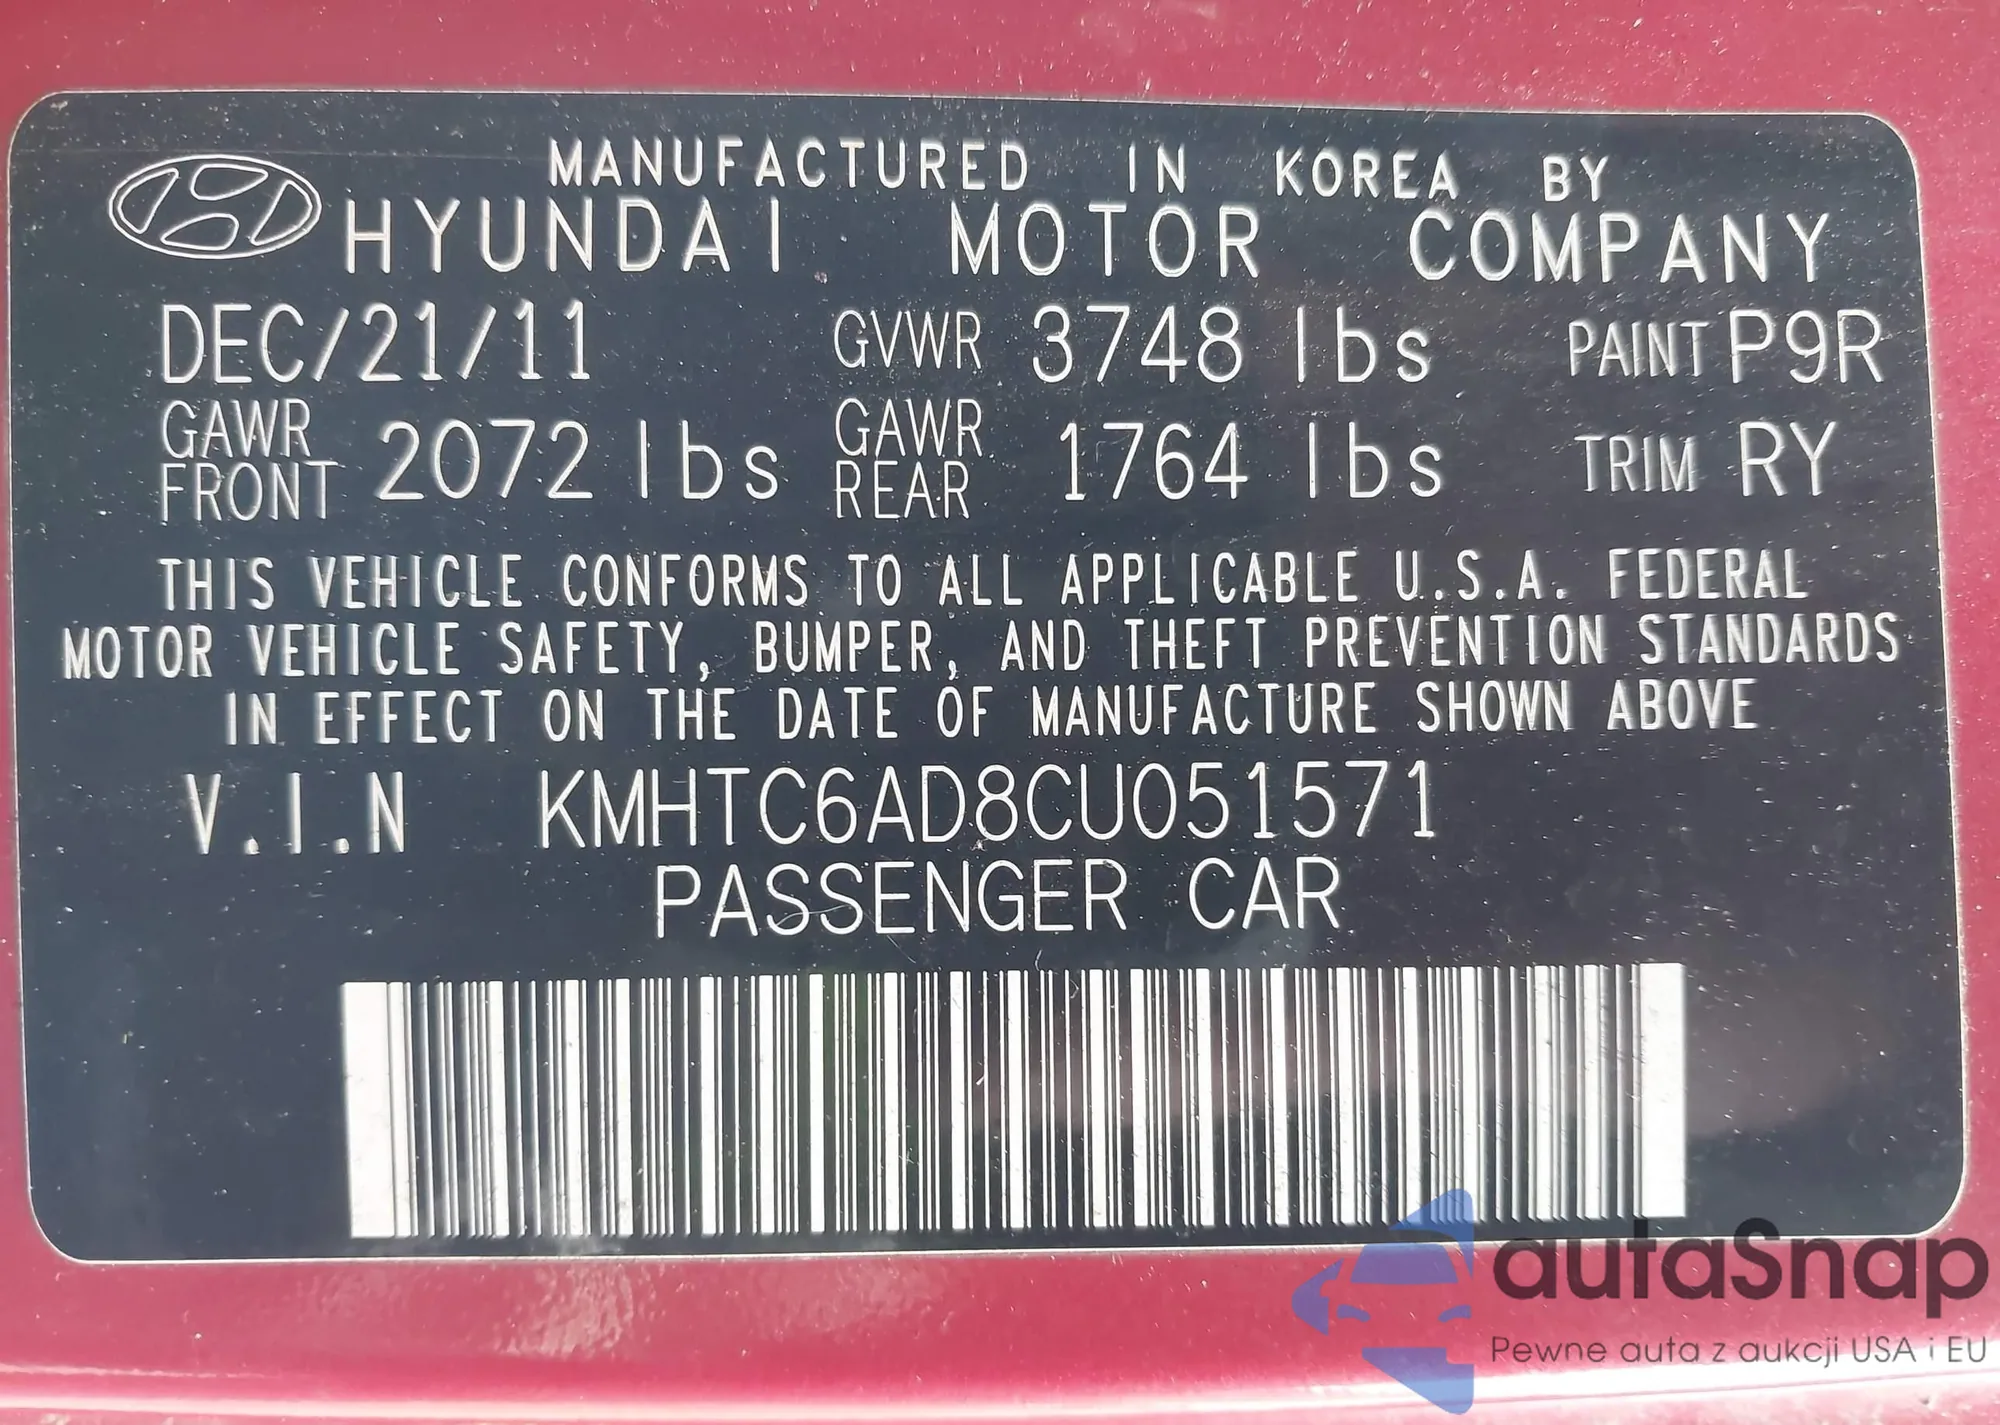 MANUFACTURED IN KOREA BY
HYUNDAI MOTOR COMPANY
DEC/21/11 GVWR 3748 lbs PAINT P9R
GAWR FRONT 2072 lbs GAWR REAR 1764 lbs TRIM RY
THIS VEHICLE CONFORMS TO ALL APPLICABLE U.S.A. FEDERAL
MOTOR VEHICLE SAFETY, BUMPER, AND THEFT PREVENTION STANDARDS
IN EFFECT ON THE DATE OF MANUFACTURE SHOWN ABOVE
V.I.N KMHTC6AD8CU051571
PASSENGER CAR
autaSnap
Pewne auta z aukcji USA i EU